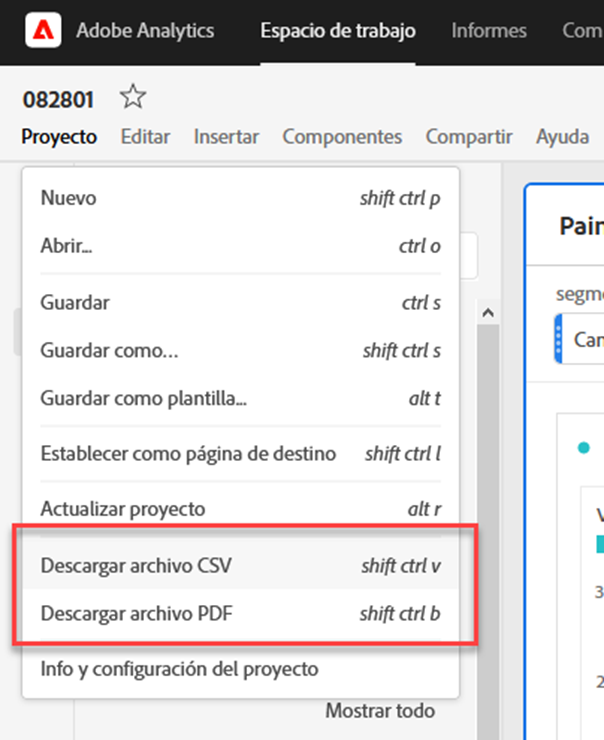 Adobe Analytics Espacio de trabajo Informes Com
082801
Proyecto Editar Insertar Componentes Compartir Ayuda
Nuevo shift ctrl p
Abrir... ctrl o
Guardar ctrl s
Guardar como... shift ctrl s
Guardar como plantilla... alt t
Establecer como página de destino shift ctrl l
Actualizar proyecto alt r
Descargar archivo CSV shift ctrl v
Descargar archivo PDF shift ctrl b
Info y configuración del proyecto
Mostrar todo
Pain
segme
Can
V
3
2